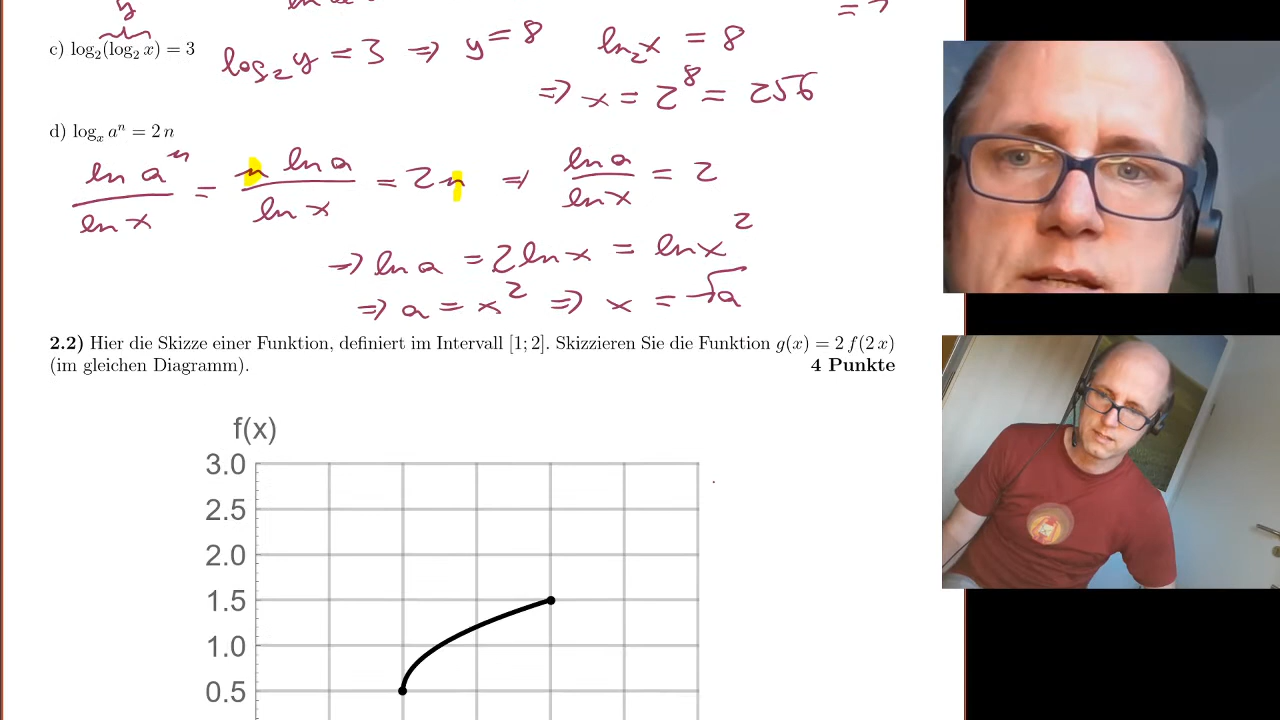 y
c) log₂(log₂ x) = 3 log₂y = 3 ⇒ y = 8 ln₂x = 8
⇒ x = 2⁸ = 256
d) logₓ aⁿ = 2 n
ln aⁿ / ln x = n ln a / ln x = 2n ⇒ ln a / ln x = 2
⇒ ln a = 2 ln x = ln x²
⇒ a = x² ⇒ x = √a
2.2) Hier die Skizze einer Funktion, definiert im Intervall [1; 2]. Skizzieren Sie die Funktion g(x) = 2 f(2 x)
(im gleichen Diagramm). 4 Punkte
f(x)
3.0
2.5
2.0
1.5
1.0
0.5